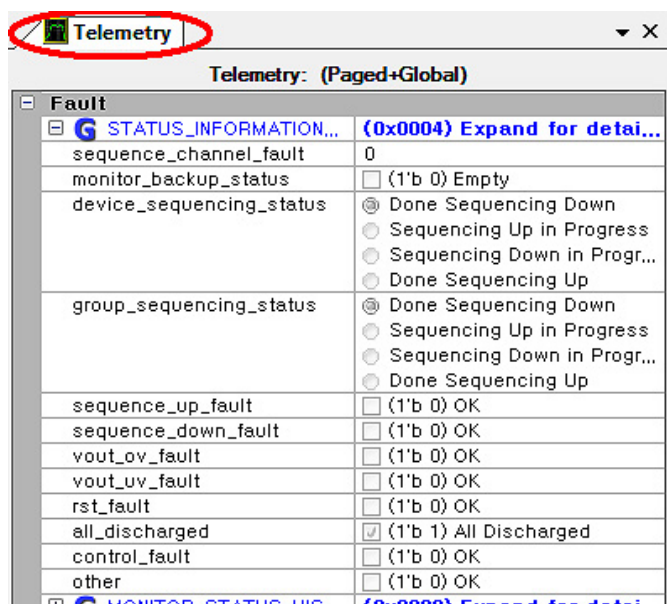 Telemetry
Telemetry: (Paged+Global)
Fault
G STATUS_INFORMATION... (0x0004) Expand for detai...
sequence_channel_fault 0
monitor_backup_status (1'b 0) Empty
device_sequencing_status Done Sequencing Down
Sequencing Up in Progress
Sequencing Down in Progr...
Done Sequencing Up
group_sequencing_status Done Sequencing Down
Sequencing Up in Progress
Sequencing Down in Progr...
Done Sequencing Up
sequence_up_fault (1'b 0) OK
sequence_down_fault (1'b 0) OK
vout_ov_fault (1'b 0) OK
vout_uv_fault (1'b 0) OK
rst_fault (1'b 0) OK
all_discharged (1'b 1) All Discharged
control_fault (1'b 0) OK
other (1'b 0) OK